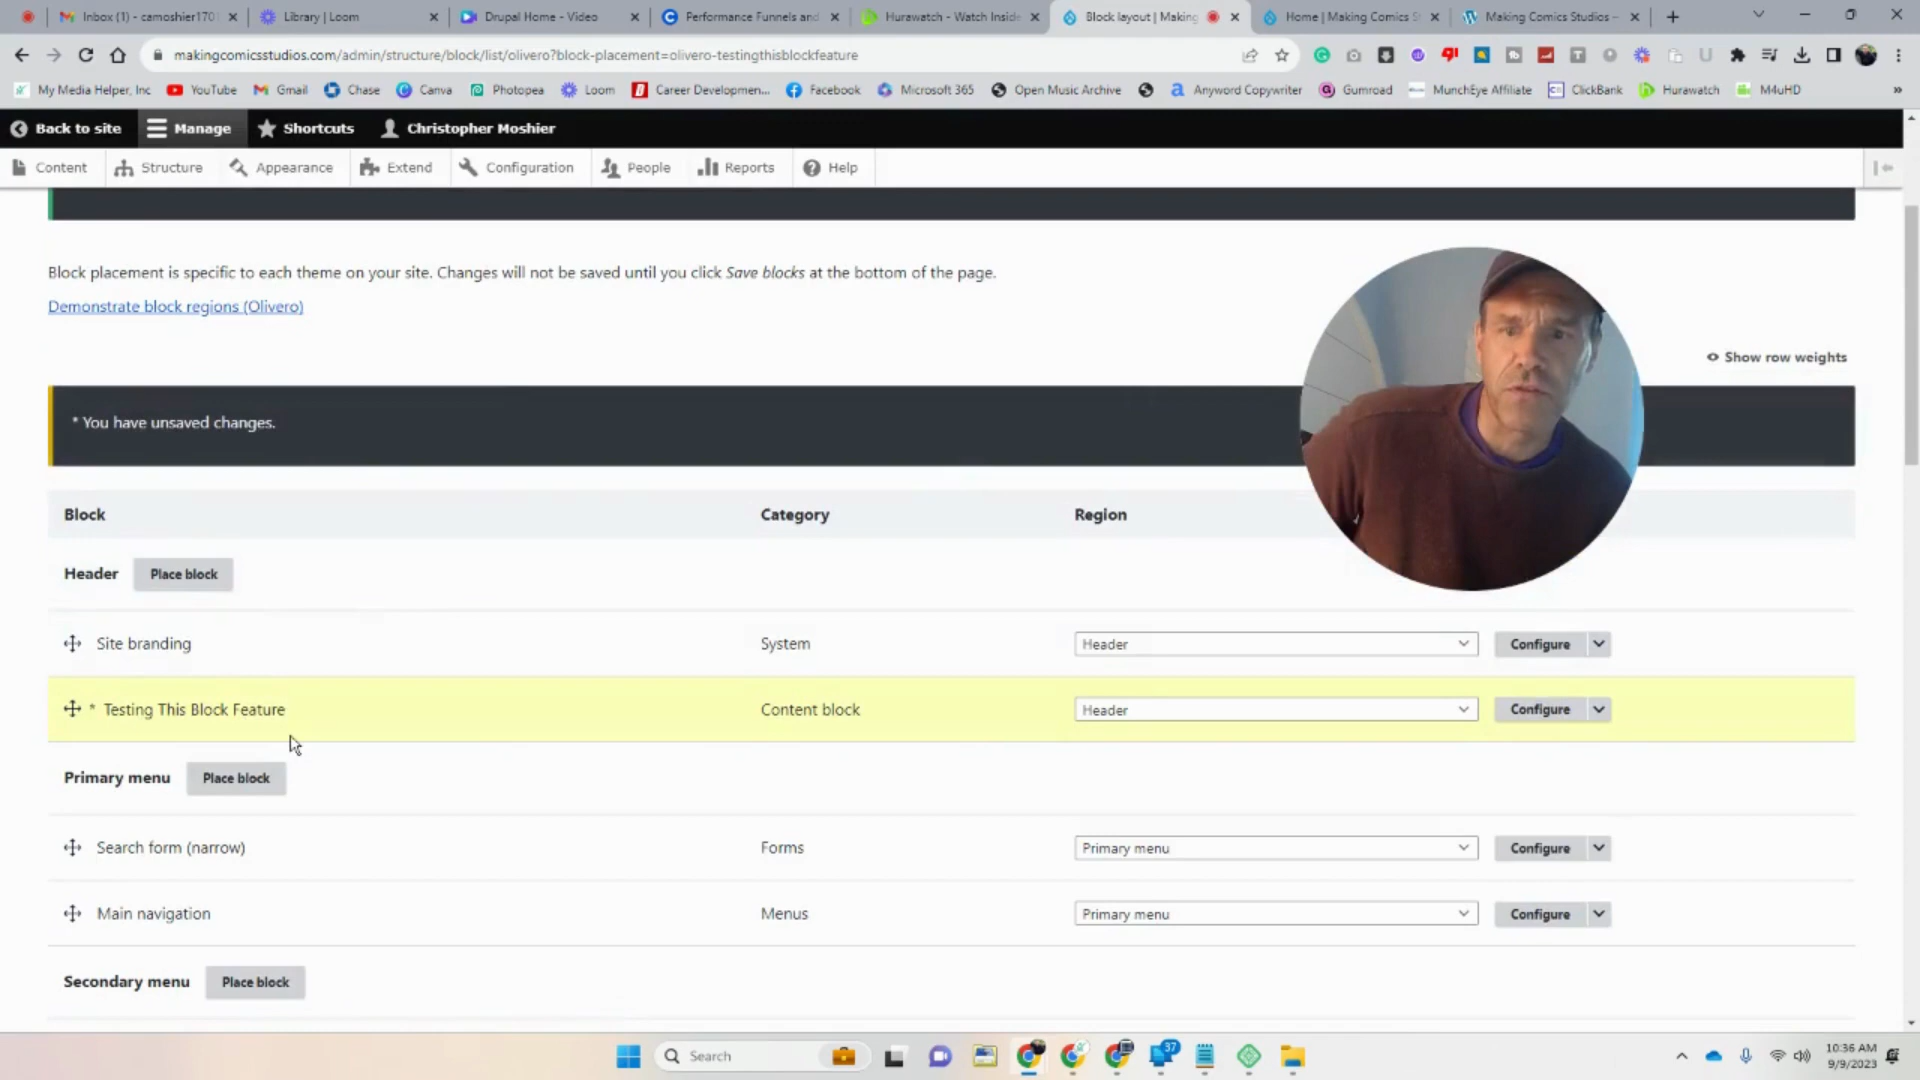 Inbox (1) - camoshier1701
Library | Loom
Drupal Home - Video
Performance Funnels and
Hurawatch - Watch Inside
Block layout | Making
Home | Making Comics St
Making Comics Studios –
makingcomicsstudios.com/admin/structure/block/list/olivero?block-placement=olivero-testingthisblockfeature
My Media Helper, Inc
YouTube
Gmail
Chase
Canva
Photopea
Loom
Career Developmen...
Facebook
Microsoft 365
Open Music Archive
Anyword Copywriter
Gumroad
MunchEye Affiliate
ClickBank
Hurawatch
M4uHD
»
Back to site
Manage
Shortcuts
Christopher Moshier
Content
Structure
Appearance
Extend
Configuration
People
Reports
Help
Block placement is specific to each theme on your site. Changes will not be saved until you click Save blocks at the bottom of the page.
Demonstrate block regions (Olivero)
Show row weights
* You have unsaved changes.
Block Category Region
Header Place block
Site branding System Header Configure
* Testing This Block Feature Content block Header Configure
Primary menu Place block
Search form (narrow) Forms Primary menu Configure
Main navigation Menus Primary menu Configure
Secondary menu Place block
Search
37
10:36 AM
9/9/2023